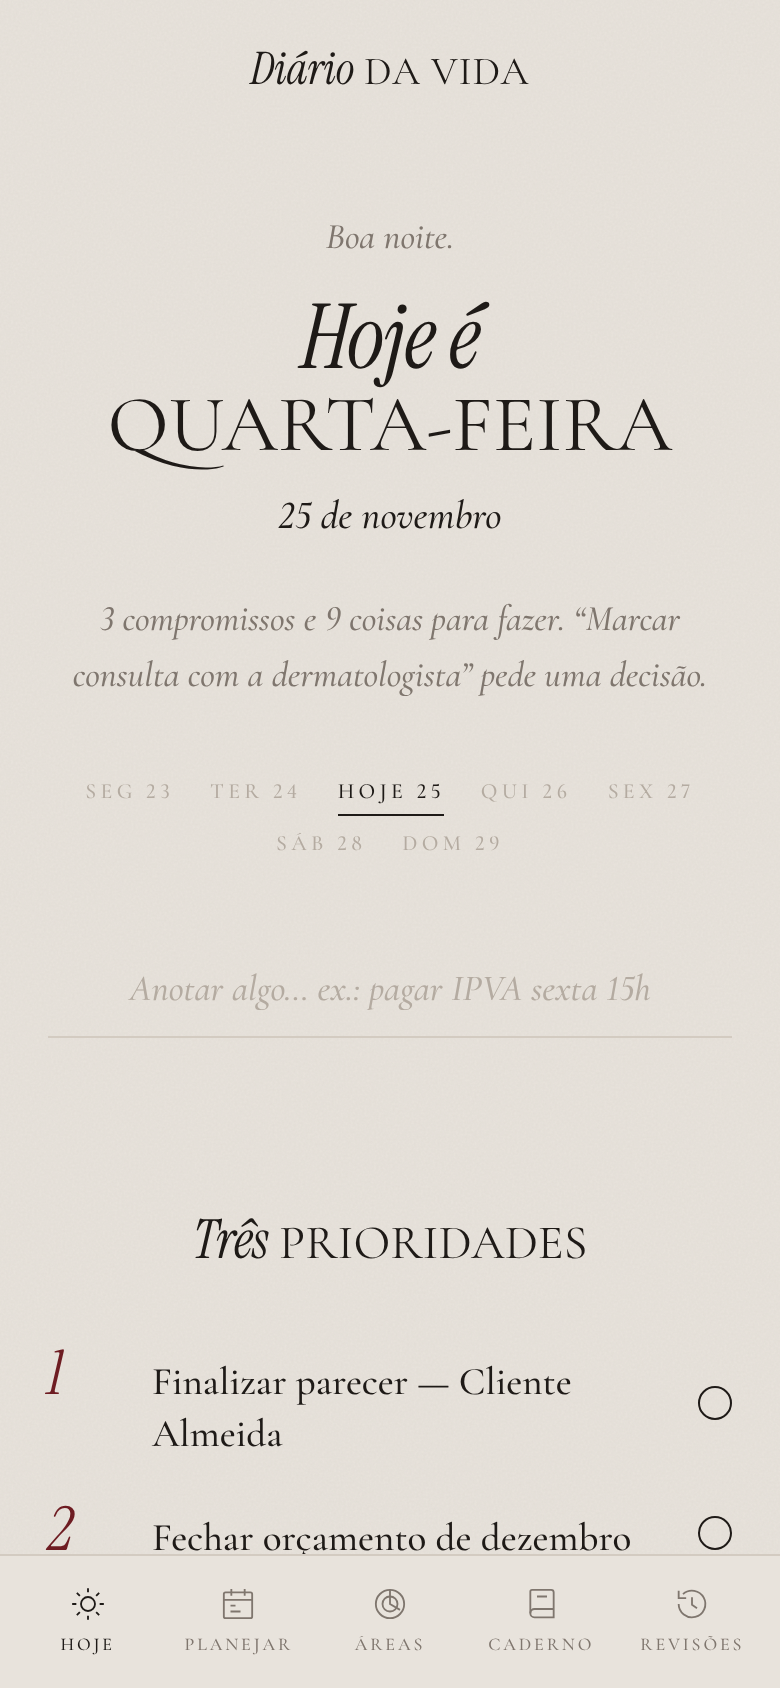 Diário DA VIDA
Boa noite.
Hoje é
QUARTA-FEIRA
25 de novembro
3 compromissos e 9 coisas para fazer. “Marcar
consulta com a dermatologista” pede uma decisão.
SEG 23 TER 24 HOJE 25 QUI 26 SEX 27
SÁB 28 DOM 29
Anotar algo... ex.: pagar IPVA sexta 15h
Três PRIORIDADES
1 Finalizar parecer — Cliente
Almeida
2 Fechar orçamento de dezembro
HOJE PLANEJAR ÁREAS CADERNO REVISÕES